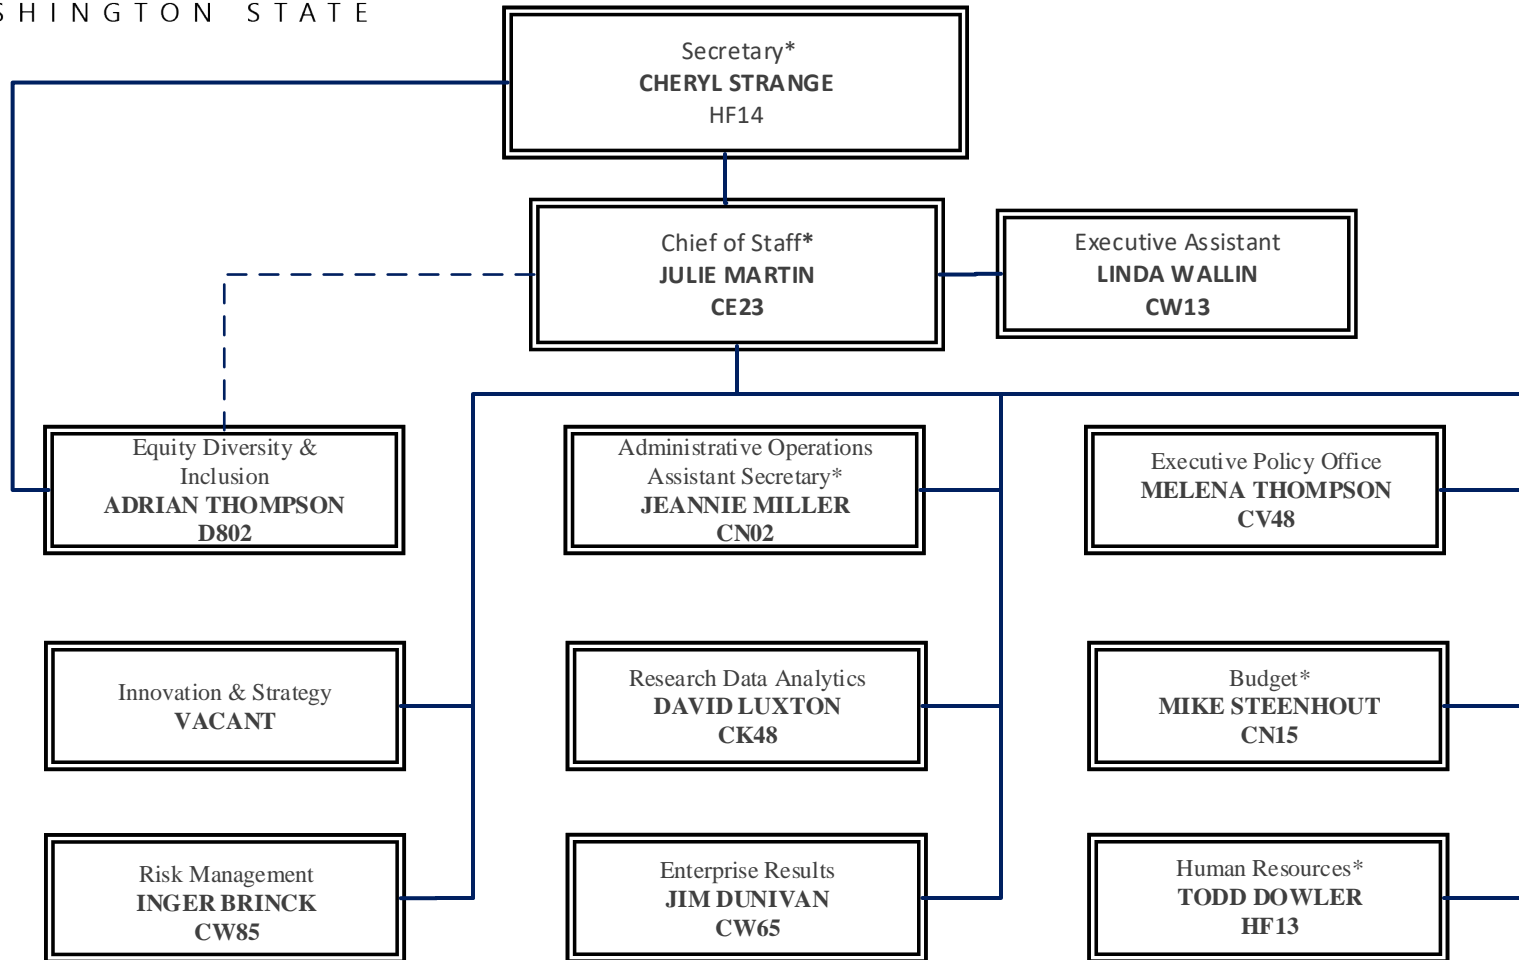 SHINGTON STATE
Secretary*
CHERYL STRANGE
HF14
Chief of Staff*
JULIE MARTIN
CE23
Executive Assistant
LINDA WALLIN
CW13
Equity Diversity &
Inclusion
ADRIAN THOMPSON
D802
Administrative Operations
Assistant Secretary*
JEANNIE MILLER
CN02
Executive Policy Office
MELENA THOMPSON
CV48
Innovation & Strategy
VACANT
Research Data Analytics
DAVID LUXTON
CK48
Budget*
MIKE STEENHOUT
CN15
Risk Management
INGER BRINCK
CW85
Enterprise Results
JIM DUNIVAN
CW65
Human Resources*
TODD DOWLER
HF13